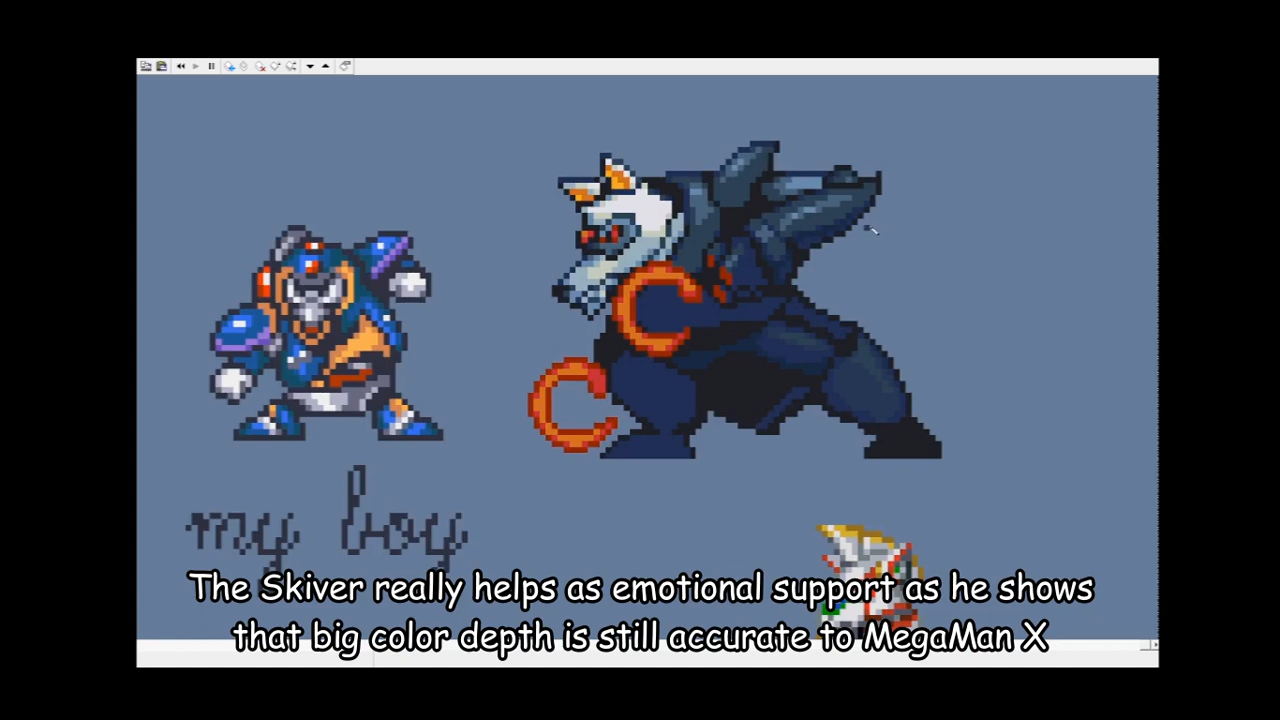 my boy
The Skiver really helps as emotional support as he shows
that big color depth is still accurate to MegaMan X